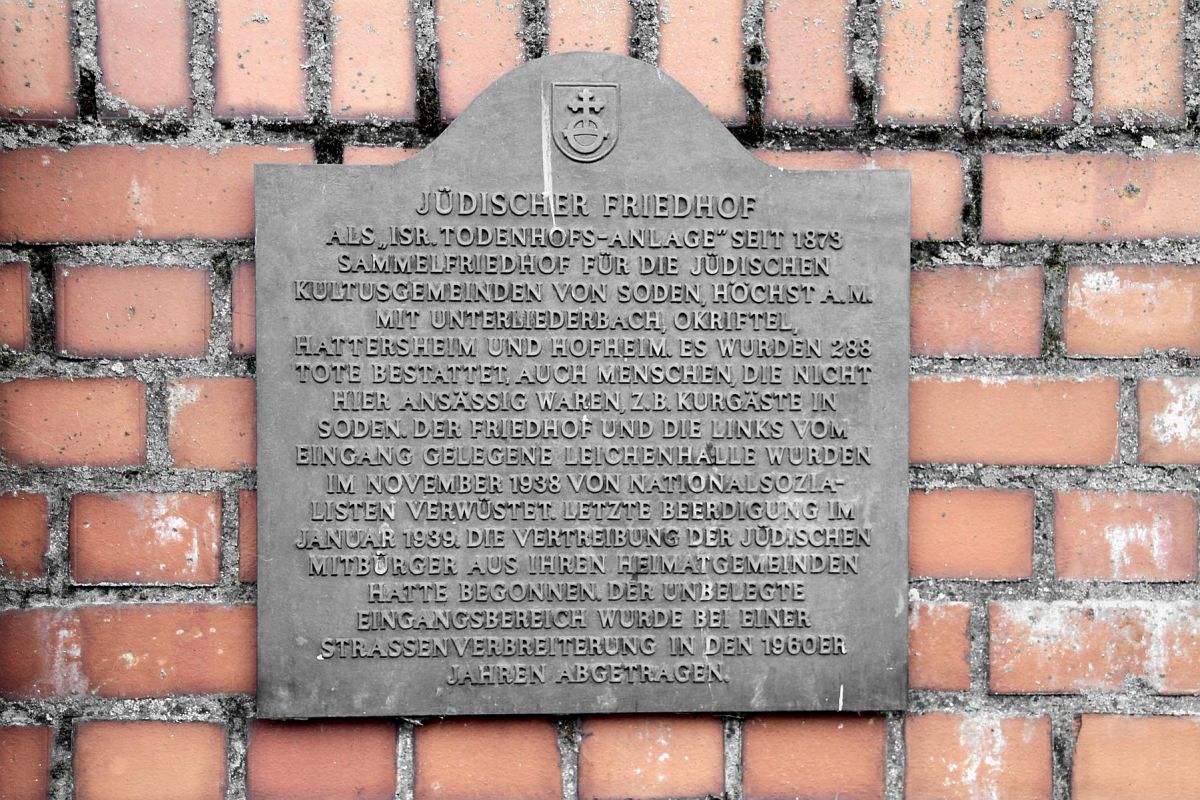 JÜDISCHER FRIEDHOF
ALS „ISR. TODENHOFS-ANLAGE“ SEIT 1873
SAMMELFRIEDHOF FÜR DIE JÜDISCHEN
KULTUSGEMEINDEN VON SODEN, HÖCHST A. M.
MIT UNTERLIEDERBACH, OKRIFTEL,
HATTERSHEIM UND HOFHEIM. ES WURDEN 288
TOTE BESTATTET, AUCH MENSCHEN, DIE NICHT
HIER ANSÄSSIG WAREN, Z.B. KURGÄSTE IN
SODEN. DER FRIEDHOF UND DIE LINKS VOM
EINGANG GELEGENE LEICHENHALLE WURDEN
IM NOVEMBER 1938 VON NATIONALSOZIA-
LISTEN VERWÜSTET. LETZTE BEERDIGUNG IM
JANUAR 1939. DIE VERTREIBUNG DER JÜDISCHEN
MITBÜRGER AUS IHREN HEIMATGEMEINDEN
HATTE BEGONNEN. DER UNBELEGTE
EINGANGSBEREICH WURDE BEI EINER
STRASSENVERBREITERUNG IN DEN 1960ER
JAHREN ABGETRAGEN.